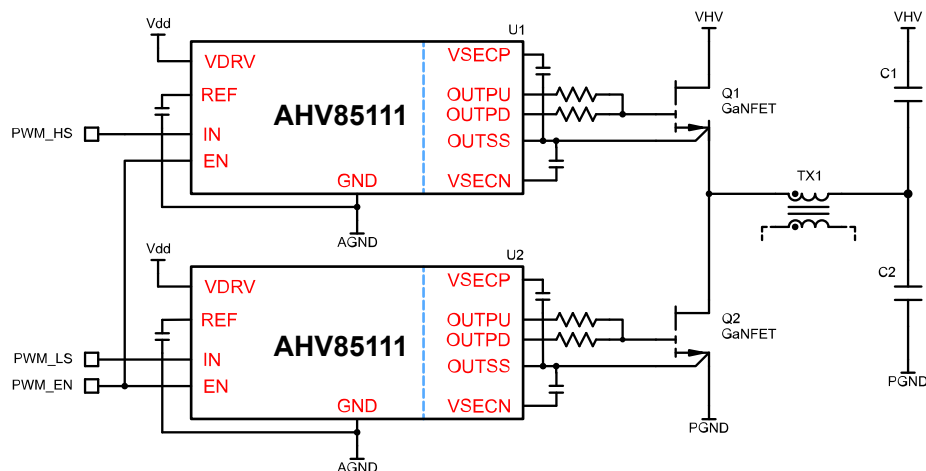 Vdd
U1
VHV
VHV
VDRV
VSECP
C1
REF
OUTPU
Q1
GaNFET
AHV85111
OUTPD
PWM_HS
IN
OUTSS
EN
GND
VSECN
TX1
AGND
Vdd
U2
VDRV
VSECP
C2
REF
OUTPU
Q2
GaNFET
AHV85111
OUTPD
PWM_LS
IN
OUTSS
PWM_EN
EN
GND
VSECN
PGND
PGND
AGND